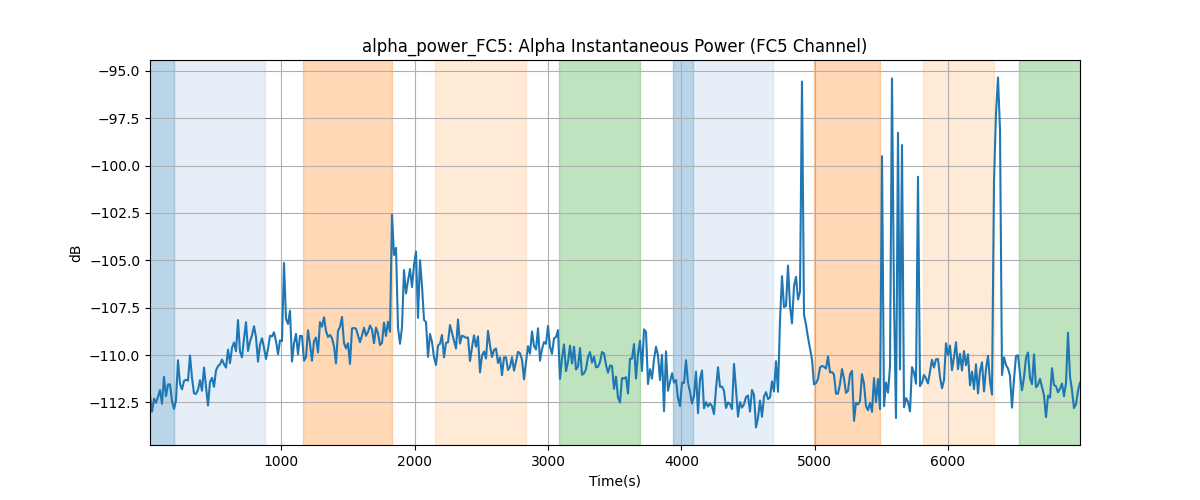 alpha_power_FC5: Alpha Instantaneous Power (FC5 Channel)
dB
−95.0
−97.5
−100.0
−102.5
−105.0
−107.5
−110.0
−112.5
1000 2000 3000 4000 5000 6000
Time(s)